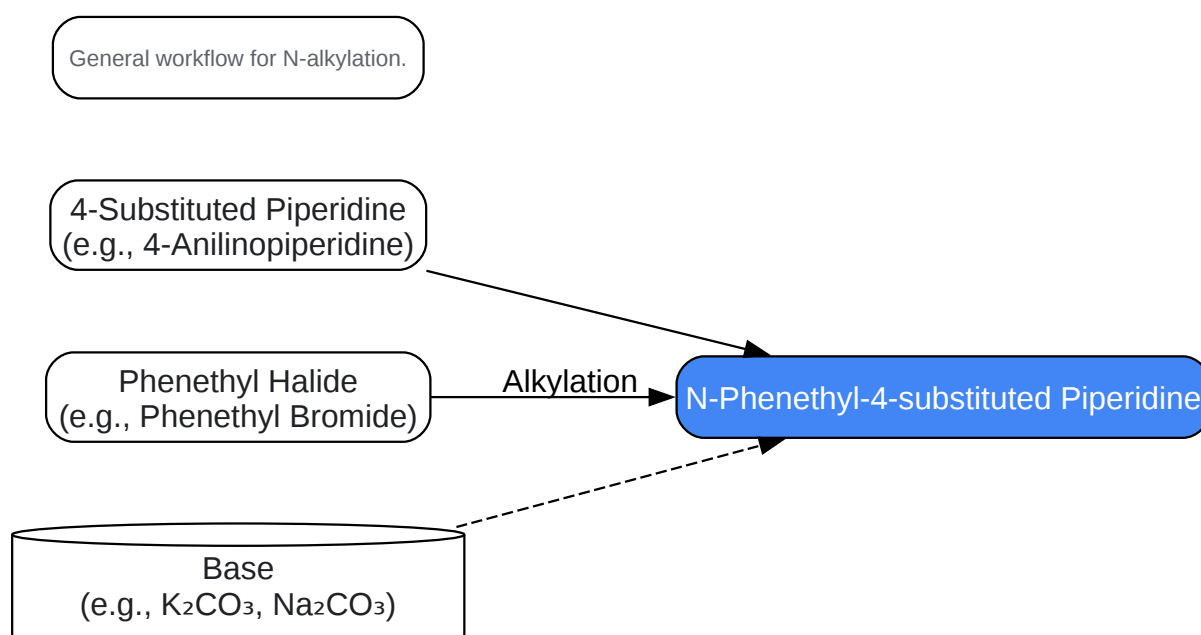 General workflow for N-alkylation.
4-Substituted Piperidine
(e.g., 4-Anilinopiperidine)
Phenethyl Halide
(e.g., Phenethyl Bromide)
Alkylation
N-Phenethyl-4-substituted Piperidine
Base
(e.g., K₂CO₃, Na₂CO₃)